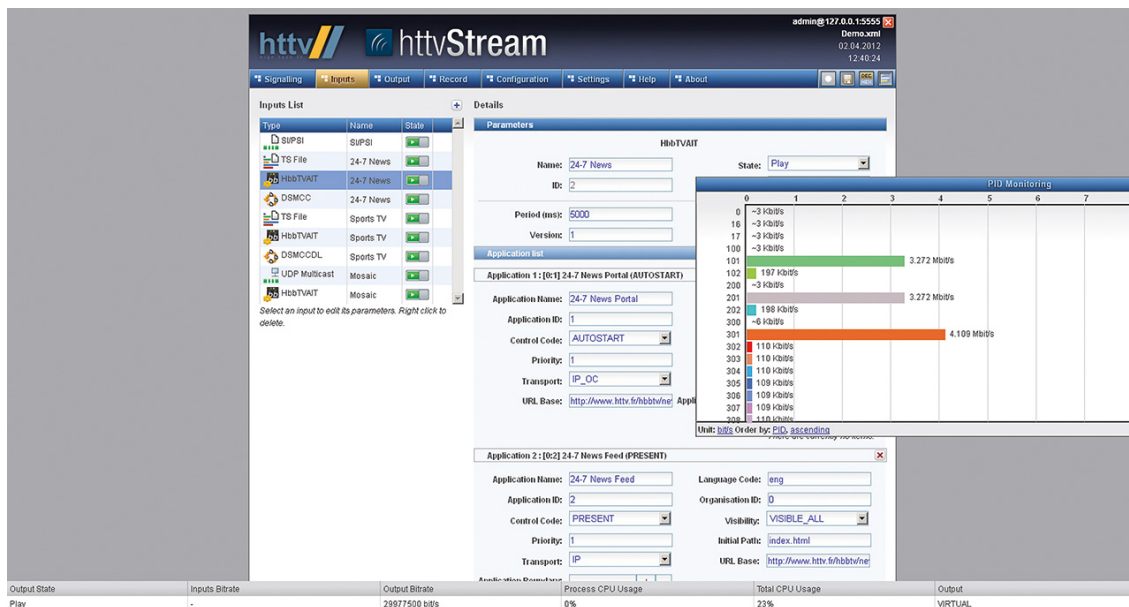 admin@127.0.0.1:5555
Demo.xml
02.04.2012
12:40:24
httv
httvStream
Signalling Inputs Output Record Configuration Settings Help About
Inputs List
Type Name State
SI/PSI SI/PSI
TS File 24-7 News
HbbTVAIT 24-7 News
DSMCC 24-7 News
TS File Sports TV
HbbTVAIT Sports TV
DSMCCDL Sports TV
UDP Multicast Mosaic
HbbTVAIT Mosaic
Select an input to edit its parameters. Right click to
delete.
Details
Parameters
HbbTVAIT
Name: 24-7 News State: Play
ID: 2
Period (ms): 5000
Version: 1
Application list
Application 1 : [0:1] 24-7 News Portal (AUTOSTART)
Application Name: 24-7 News Portal
Application ID: 1
Control Code: AUTOSTART
Priority: 1
Transport: IP_OC
URL Base: http://www.httv.fr/hbbtv/ne Appli
There are currently no items.
PID Monitoring
0 1 2 3 4 5 6 7
0 ~3 Kbit/s
16 ~3 Kbit/s
17 ~3 Kbit/s
100 ~3 Kbit/s
101 3.272 Mbit/s
102 197 Kbit/s
200 ~3 Kbit/s
201 3.272 Mbit/s
202 198 Kbit/s
300 ~6 Kbit/s
301 4.109 Mbit/s
302 110 Kbit/s
303 110 Kbit/s
304 110 Kbit/s
305 109 Kbit/s
306 109 Kbit/s
307 109 Kbit/s
308 110 Kbit/s
Unit: bit/s Order by: PID, ascending
Application 2 : [0:2] 24-7 News Feed (PRESENT)
Application Name: 24-7 News Feed Language Code: eng
Application ID: 2 Organisation ID: 0
Control Code: PRESENT Visibility: VISIBLE_ALL
Priority: 1 Initial Path: index.html
Transport: IP URL Base: http://www.httv.fr/hbbtv/ne
Application Boundary
Output State Inputs Bitrate Output Bitrate Process CPU Usage Total CPU Usage Output
Play - 29977500 bit/s 0% 23% VIRTUAL